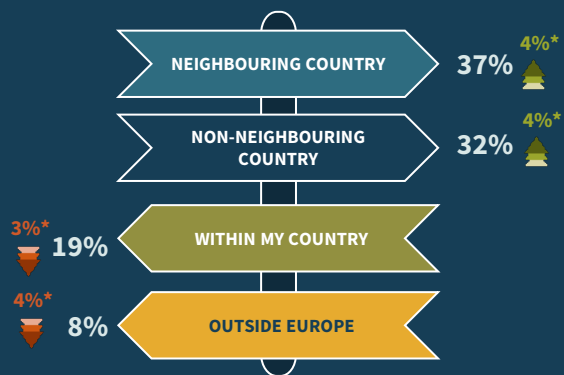 NEIGHBOURING COUNTRY
37%
4%*
NON-NEIGHBOURING
COUNTRY
32%
4%*
3%*
19%
WITHIN MY COUNTRY
4%*
8%
OUTSIDE EUROPE